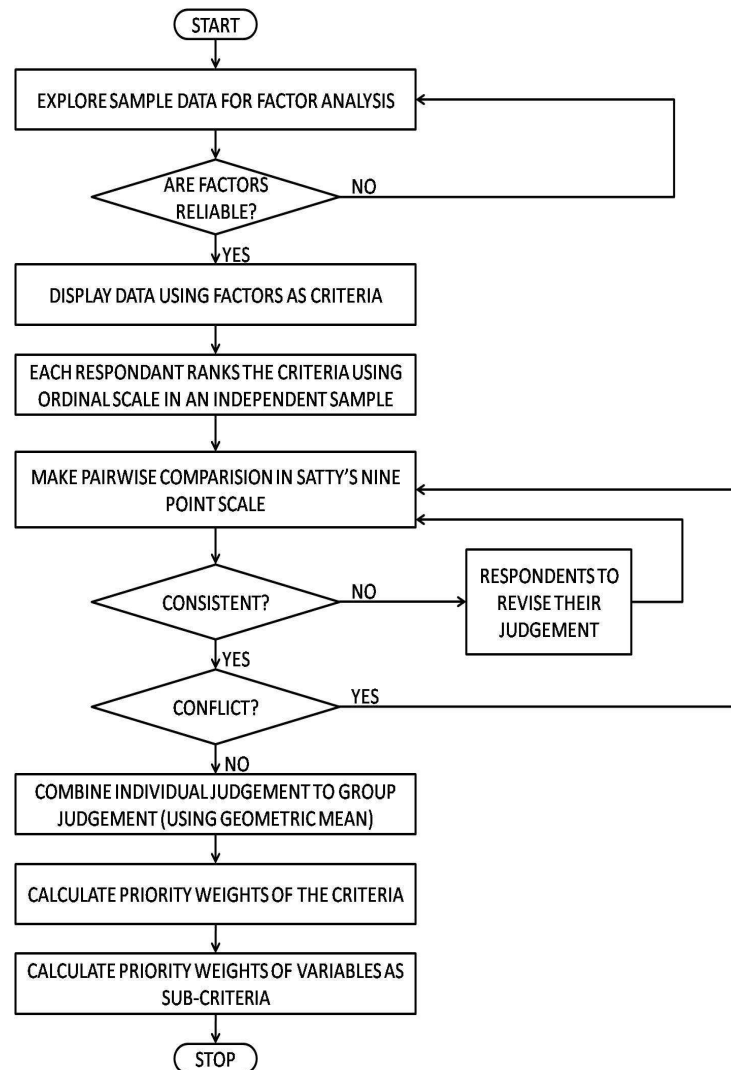 START
EXPLORE SAMPLE DATA FOR FACTOR ANALYSIS
ARE FACTORS
RELIABLE?
NO
YES
DISPLAY DATA USING FACTORS AS CRITERIA
EACH RESPONDANT RANKS THE CRITERIA USING
ORDINAL SCALE IN AN INDEPENDENT SAMPLE
MAKE PAIRWISE COMPARISION IN SATTY'S NINE
POINT SCALE
CONSISTENT?
NO
RESPONDENTS TO
REVISE THEIR
JUDGEMENT
YES
CONFLICT?
YES
NO
COMBINE INDIVIDUAL JUDGEMENT TO GROUP
JUDGEMENT (USING GEOMETRIC MEAN)
CALCULATE PRIORITY WEIGHTS OF THE CRITERIA
CALCULATE PRIORITY WEIGHTS OF VARIABLES AS
SUB-CRITERIA
STOP